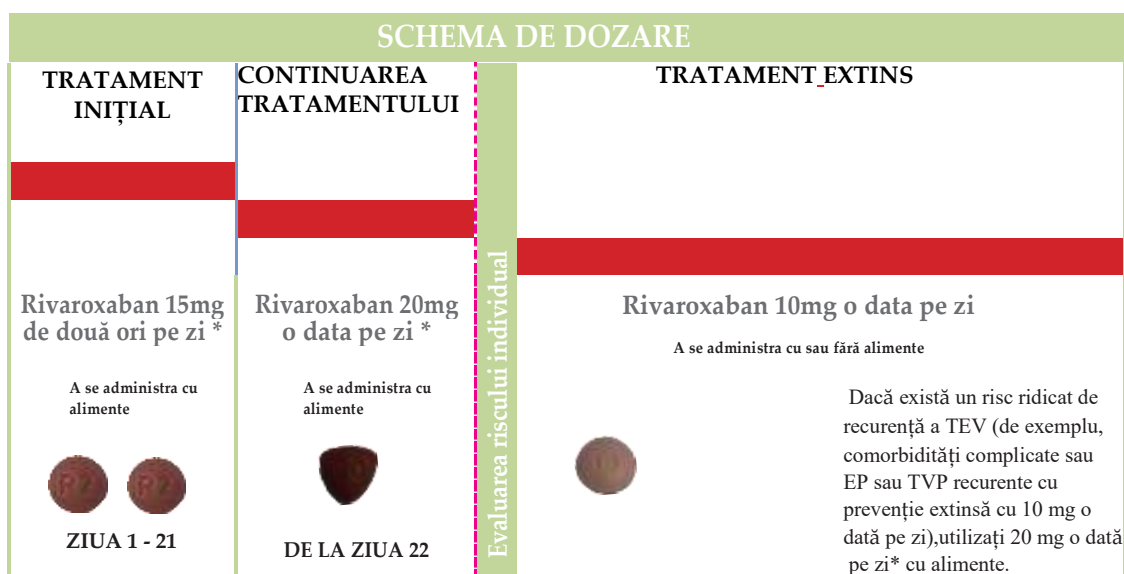 SCHEMA DE DOZARE
TRATAMENT
INIȚIAL
Rivaroxaban 15mg
de două ori pe zi *
A se administra cu
alimente
ZIUA 1 - 21
CONTINUAREA
TRATAMENTULUI
Rivaroxaban 20mg
o data pe zi *
A se administra cu
alimente
DE LA ZIUA 22
Evaluarea riscului individual
TRATAMENT EXTINS
Rivaroxaban 10mg o data pe zi
A se administra cu sau fără alimente
Dacă există un risc ridicat de
recurență a TEV (de exemplu,
comorbidități complicate sau
EP sau TVP recurente cu
prevenție extinsă cu 10 mg o
dată pe zi),utilizați 20 mg o dată
pe zi* cu alimente.